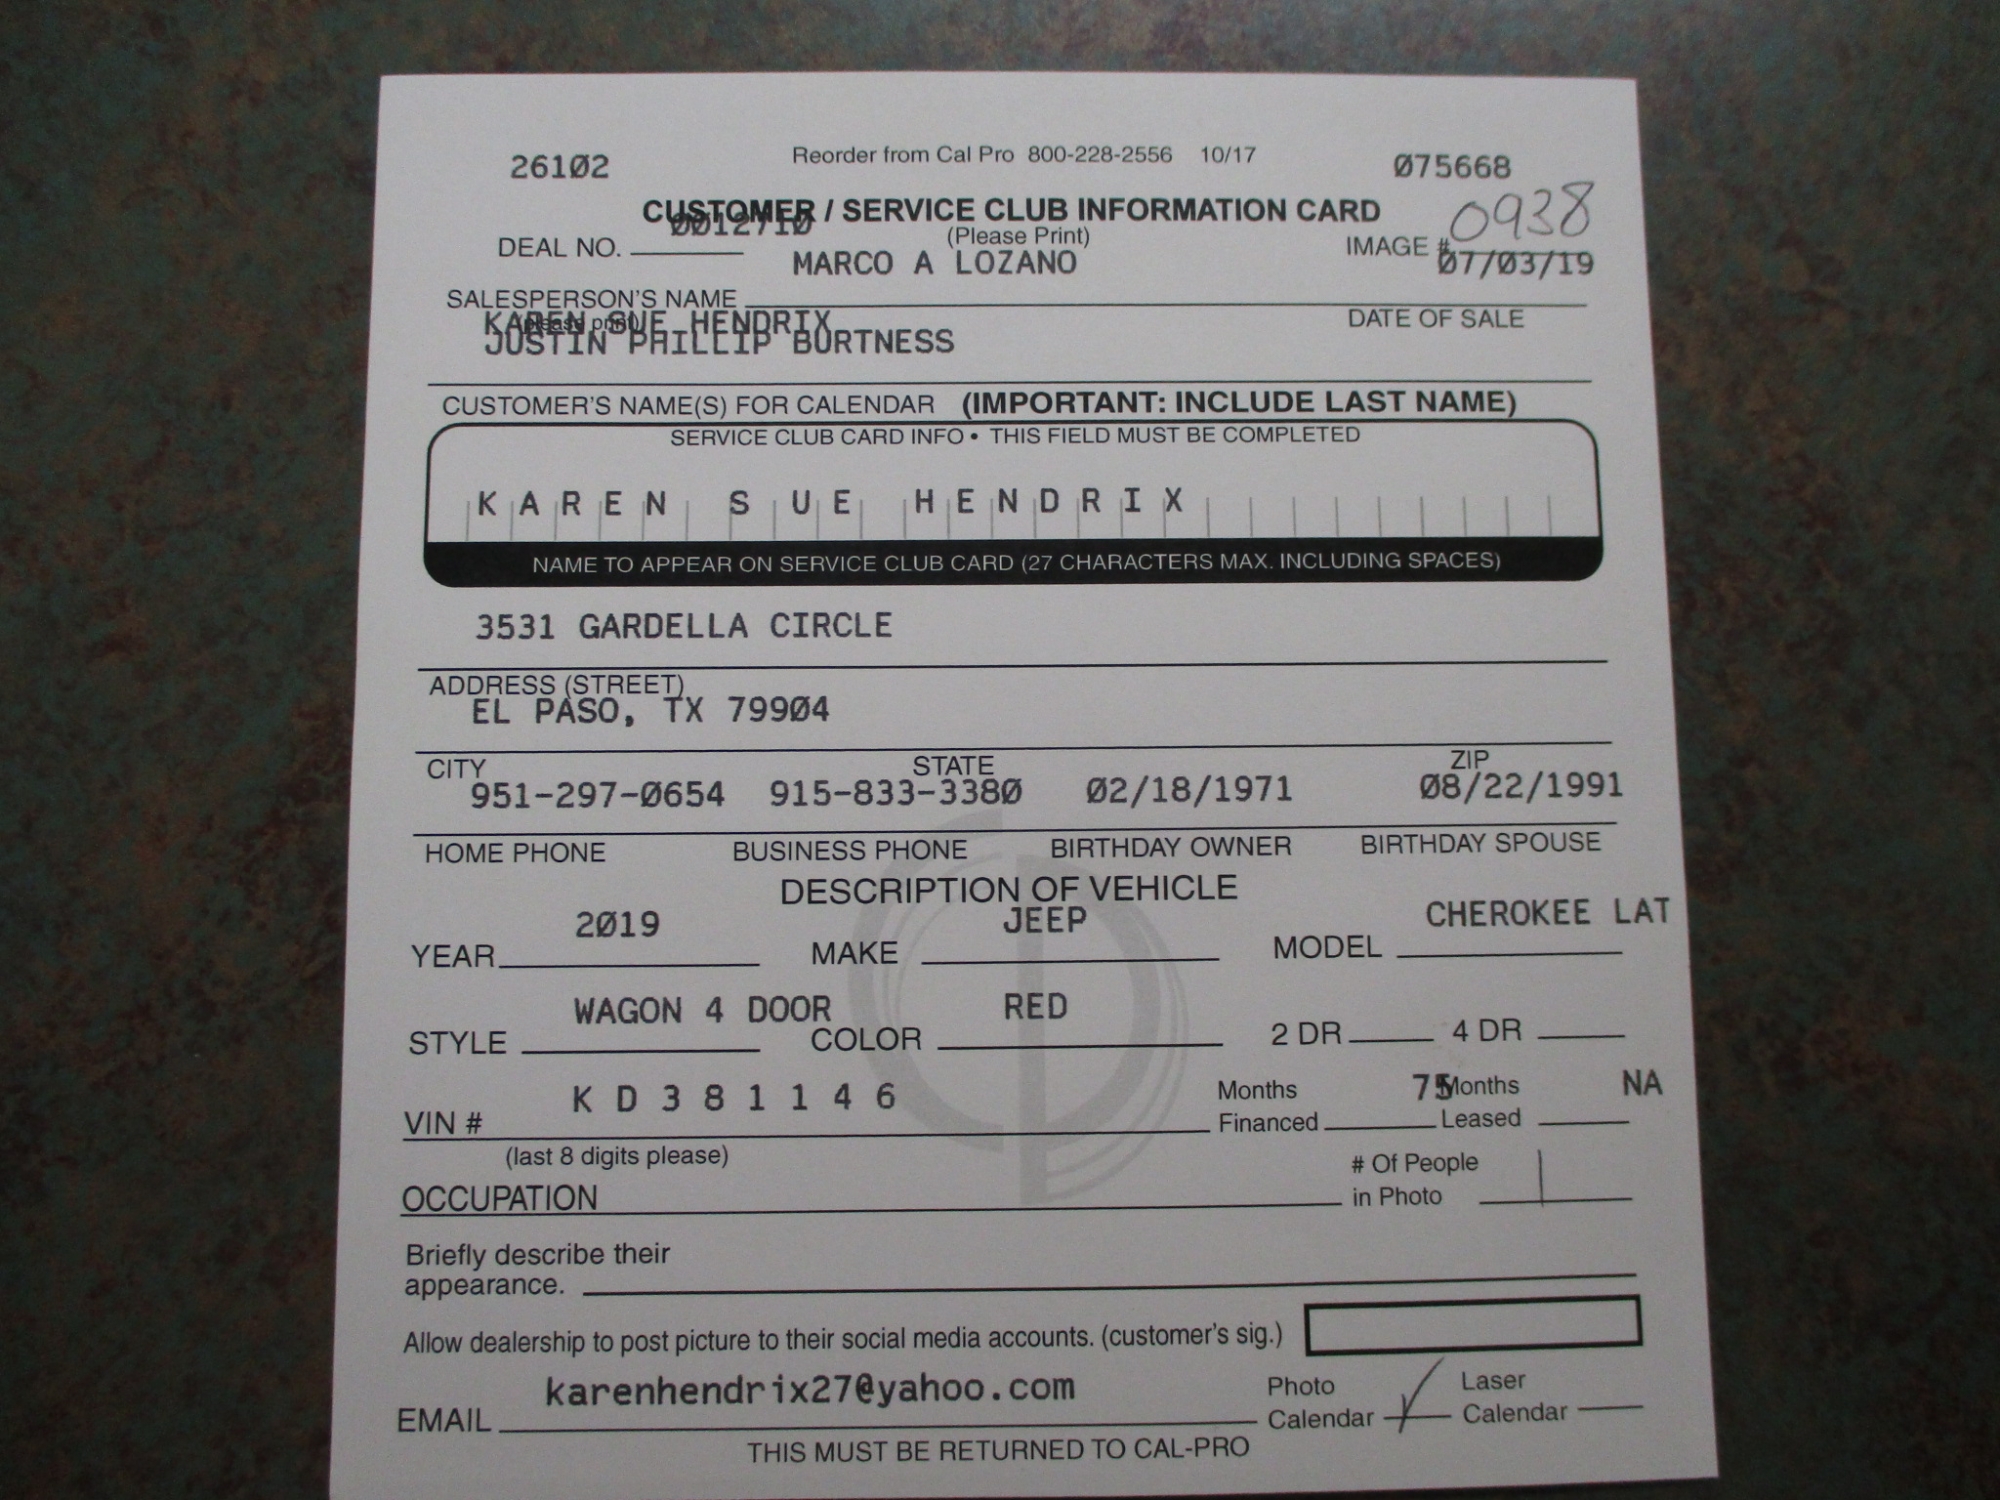 26102 Reorder from Cal Pro 800-228-2556 10/17 075668
CUSTOMER / SERVICE CLUB INFORMATION CARD 0938
0012710 (Please Print)
DEAL NO. MARCO A LOZANO IMAGE # 07/03/19
SALESPERSON'S NAME
(please print) DATE OF SALE
KAREN SUE HENDRIX
JUSTIN PHILLIP BURTNESS
CUSTOMER'S NAME(S) FOR CALENDAR (IMPORTANT: INCLUDE LAST NAME)
SERVICE CLUB CARD INFO • THIS FIELD MUST BE COMPLETED
KAREN SUE HENDRIX
NAME TO APPEAR ON SERVICE CLUB CARD (27 CHARACTERS MAX. INCLUDING SPACES)
3531 GARDELLA CIRCLE
ADDRESS (STREET)
EL PASO, TX 79904
CITY STATE ZIP
951-297-0654 915-833-3380 02/18/1971 08/22/1991
HOME PHONE BUSINESS PHONE BIRTHDAY OWNER BIRTHDAY SPOUSE
DESCRIPTION OF VEHICLE
2019 JEEP CHEROKEE LAT
YEAR MAKE MODEL
WAGON 4 DOOR RED
STYLE COLOR 2 DR 4 DR
KD381146 Months 75 Months NA
VIN # Financed Leased
(last 8 digits please) # Of People
OCCUPATION in Photo 1
Briefly describe their
appearance.
Allow dealership to post picture to their social media accounts. (customer's sig.)
karenhendrix27@yahoo.com Photo Laser
EMAIL Calendar ✓ Calendar
THIS MUST BE RETURNED TO CAL-PRO